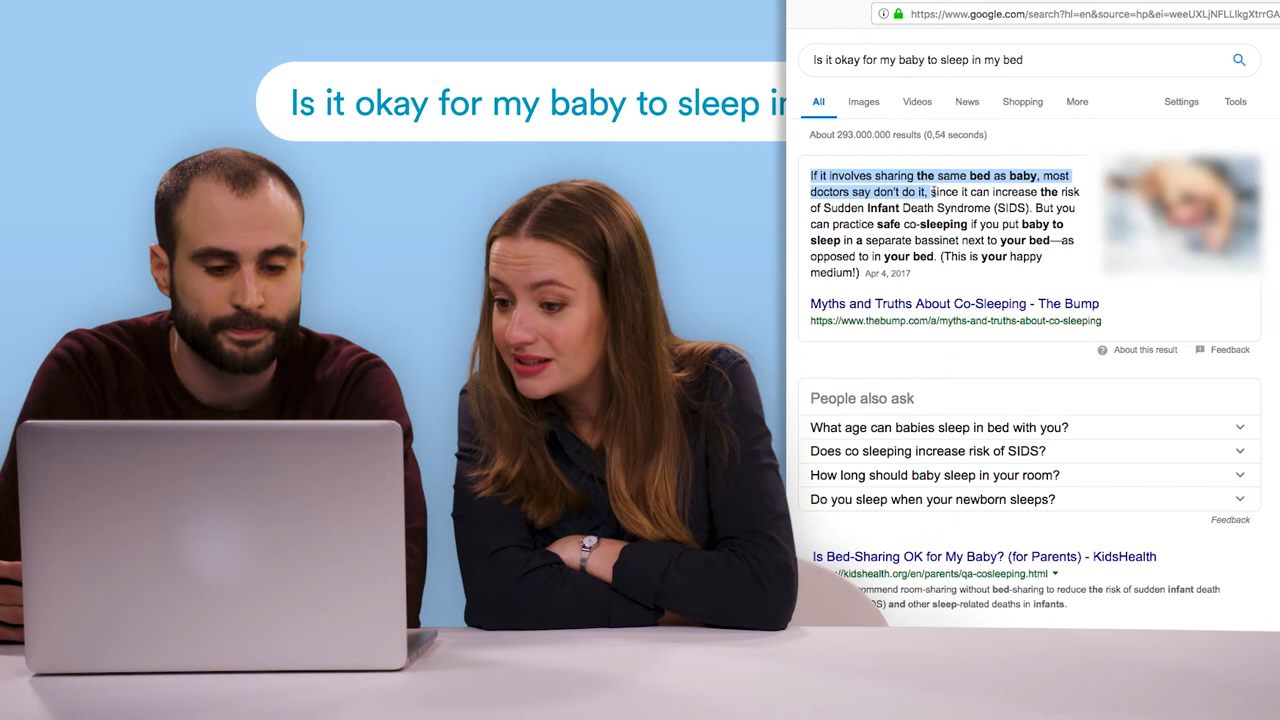 Is it okay for my baby to sleep i
https://www.google.com/search?hl=en&source=hp&ei=weeUXLjNFLLlkgXtrrGA
Is it okay for my baby to sleep in my bed
All Images Videos News Shopping More Settings Tools
About 293.000.000 results (0,54 seconds)
If it involves sharing the same bed as baby, most
doctors say don't do it, since it can increase the risk
of Sudden Infant Death Syndrome (SIDS). But you
can practice safe co-sleeping if you put baby to
sleep in a separate bassinet next to your bed—as
opposed to in your bed. (This is your happy
medium!) Apr 4, 2017
Myths and Truths About Co-Sleeping - The Bump
https://www.thebump.com/a/myths-and-truths-about-co-sleeping
About this result Feedback
People also ask
What age can babies sleep in bed with you?
Does co sleeping increase risk of SIDS?
How long should baby sleep in your room?
Do you sleep when your newborn sleeps?
Feedback
Is Bed-Sharing OK for My Baby? (for Parents) - KidsHealth
/kidshealth.org/en/parents/qa-cosleeping.html
ommend room-sharing without bed-sharing to reduce the risk of sudden infant death
S) and other sleep-related deaths in infants.